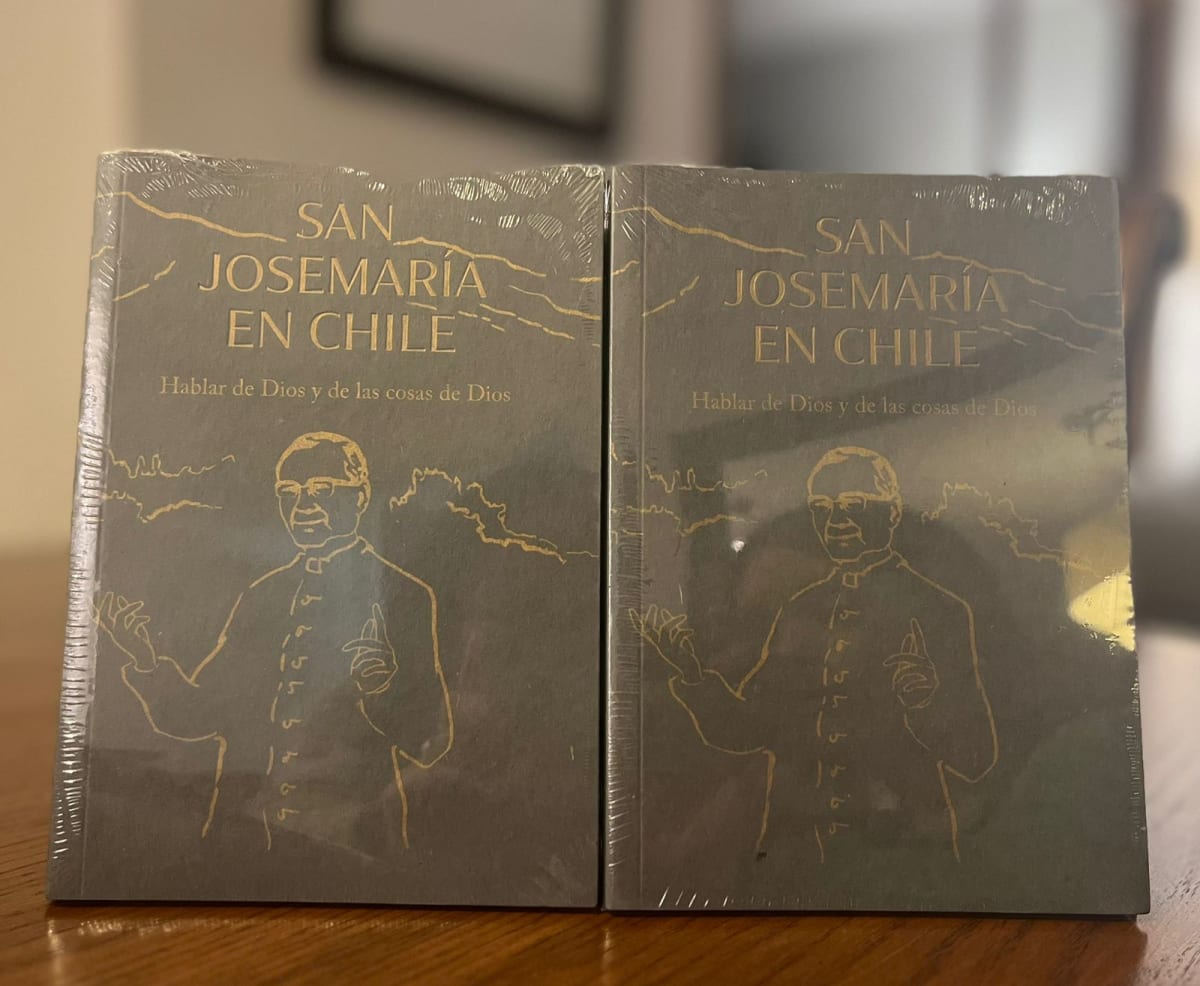 SAN
JOSEMARÍA
EN CHILE
Hablar de Dios y de las cosas de Dios
SAN
JOSEMARÍA
EN CHILE
Hablar de Dios y de las cosas de Dios